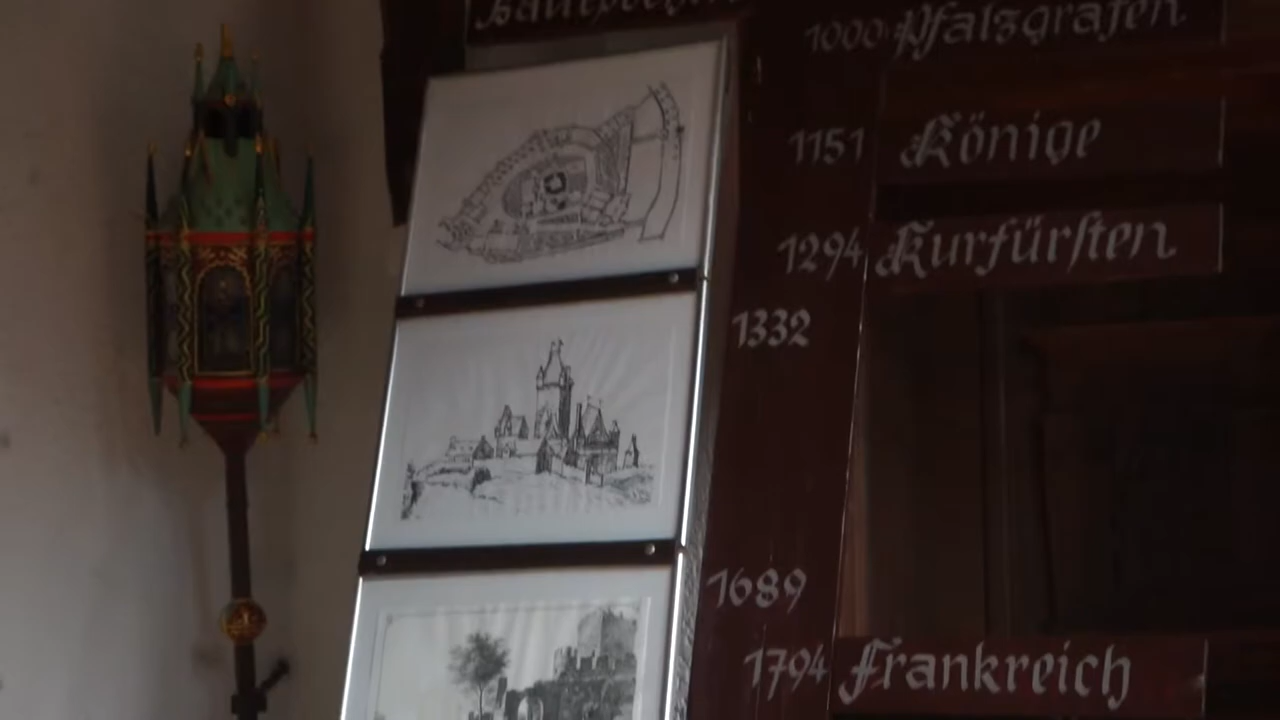 1000 Pfalzgrafen
1151 Könige
1294 Kurfürsten
1332
1689
1794 Frankreich